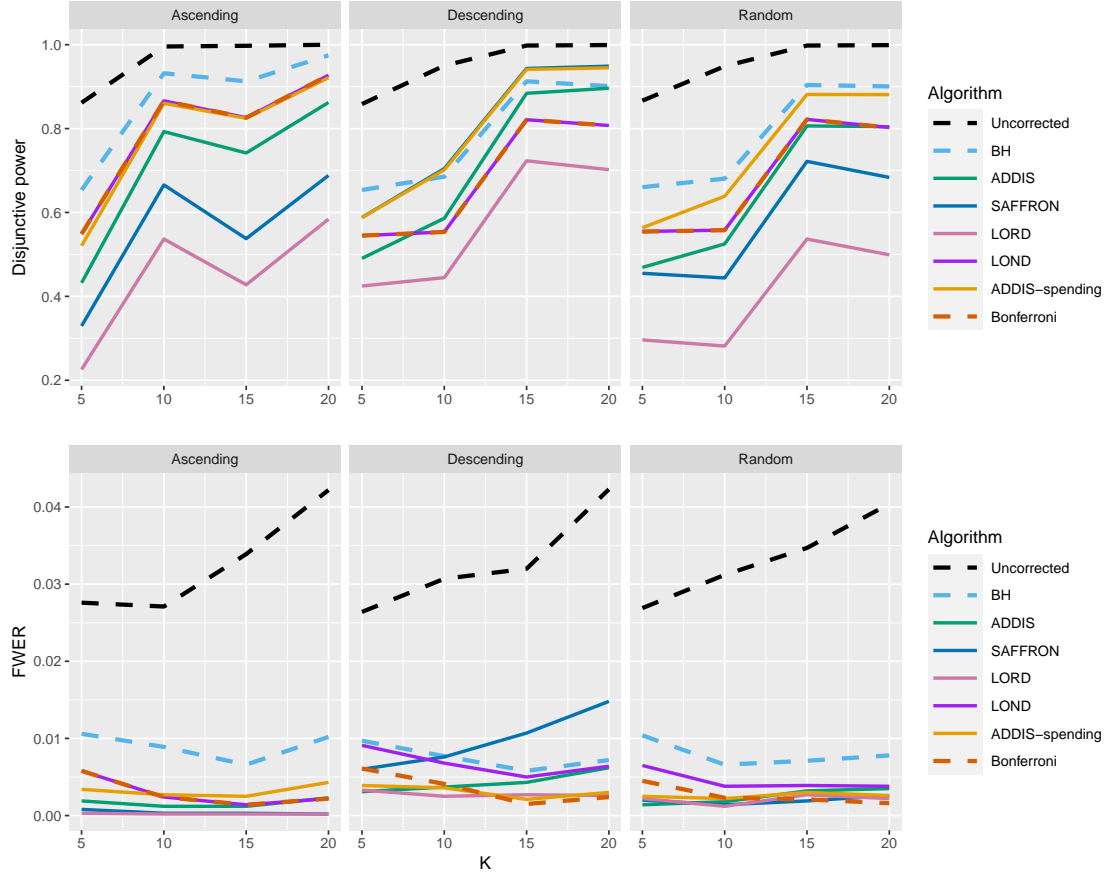 Ascending Descending Random
Disjunctive power
1.0
0.8
0.6
0.4
0.2
5 10 15 20 5 10 15 20 5 10 15 20
Algorithm
Uncorrected
BH
ADDIS
SAFFRON
LORD
LOND
ADDIS−spending
Bonferroni
Ascending Descending Random
FWER
0.04
0.03
0.02
0.01
0.00
5 10 15 20 5 10 15 20 5 10 15 20
K
Algorithm
Uncorrected
BH
ADDIS
SAFFRON
LORD
LOND
ADDIS−spending
Bonferroni